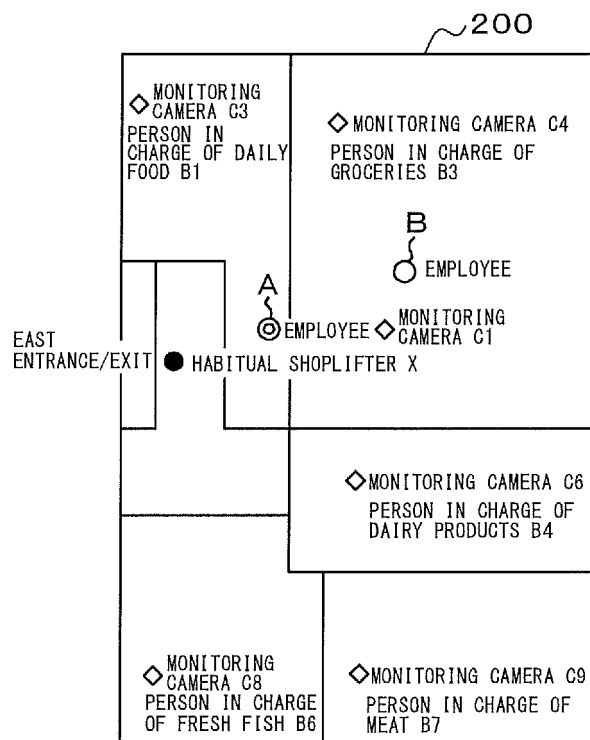 200
MONITORING
CAMERA C3
PERSON IN
CHARGE OF DAILY
FOOD B1
MONITORING CAMERA C4
PERSON IN CHARGE OF
GROCERIES B3
B
EMPLOYEE
A
EMPLOYEE
MONITORING
CAMERA C1
EAST
ENTRANCE/EXIT
HABITUAL SHOPLIFTER X
MONITORING CAMERA C6
PERSON IN CHARGE OF
DAIRY PRODUCTS B4
MONITORING
CAMERA C8
PERSON IN CHARGE
OF FRESH FISH B6
MONITORING CAMERA C9
PERSON IN CHARGE OF
MEAT B7